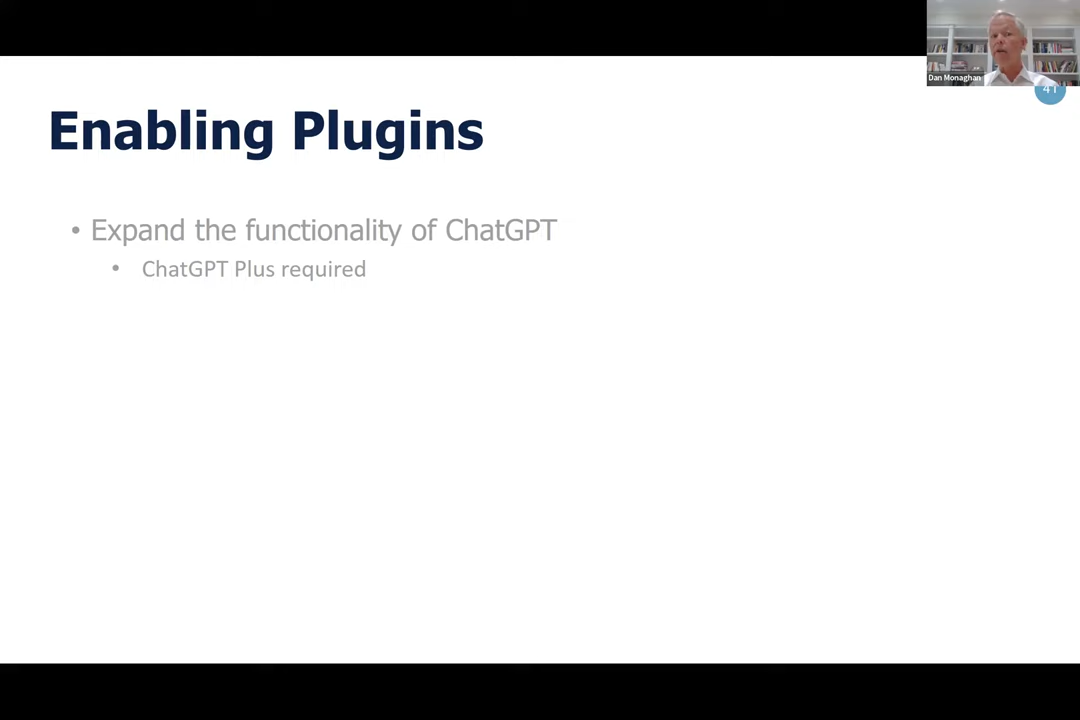 Dan Monaghan
41
Enabling Plugins
• Expand the functionality of ChatGPT
• ChatGPT Plus required